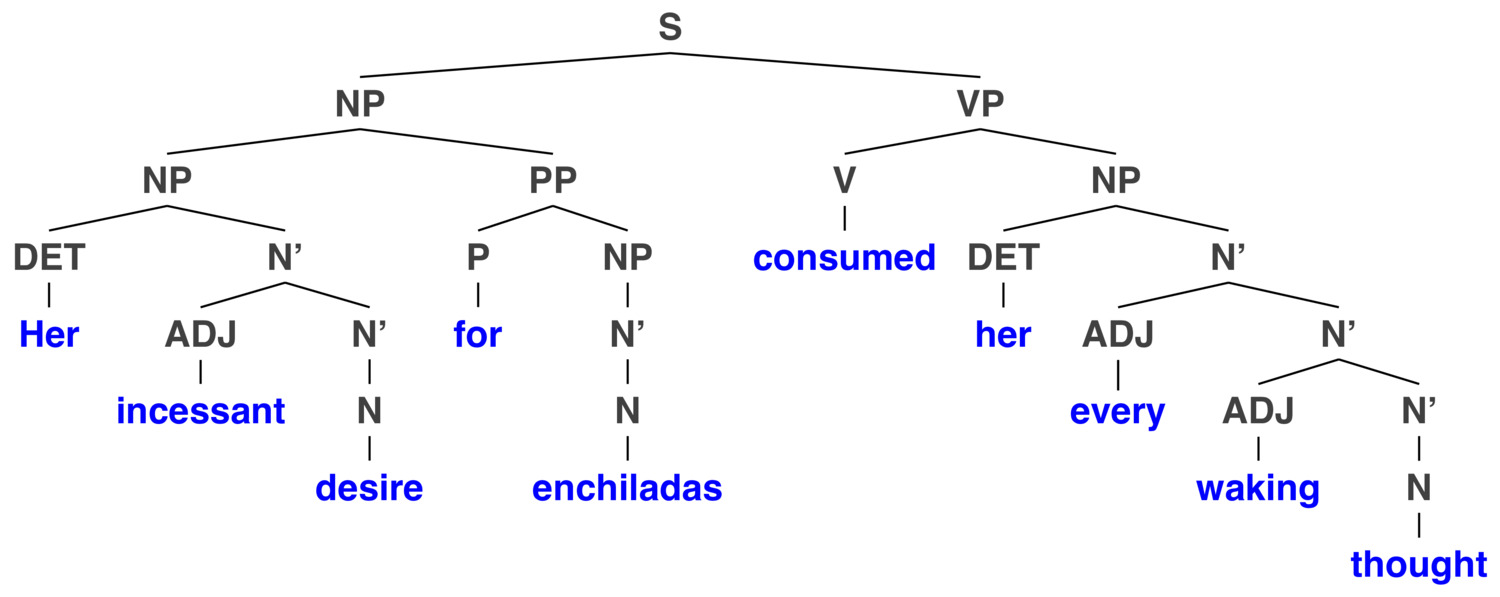 S
NP VP
NP PP V NP
DET N’ P NP consumed DET N’
Her ADJ N’ for N’ her ADJ N’
incessant N N every ADJ N’
desire enchiladas waking N
thought